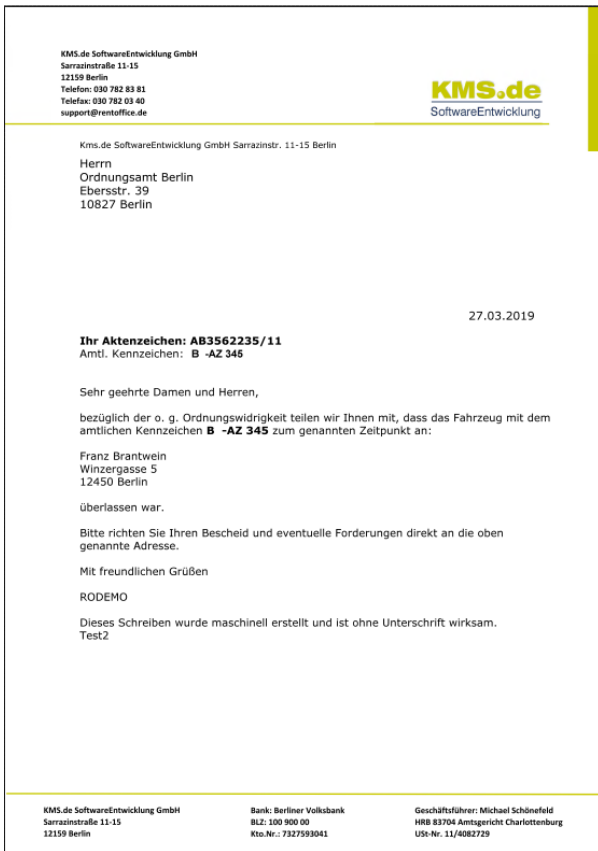 KMS.de SoftwareEntwicklung GmbH
Sarrazinstraße 11-15
12159 Berlin
Telefon: 030 782 83 81
Telefax: 030 782 03 40
support@rentoffice.de
KMS.de
SoftwareEntwicklung
Kms.de SoftwareEntwicklung GmbH Sarrazinstr. 11-15 Berlin
Herrn
Ordnungsamt Berlin
Ebersstr. 39
10827 Berlin
27.03.2019
Ihr Aktenzeichen: AB3562235/11
Amtl. Kennzeichen: B -AZ 345
Sehr geehrte Damen und Herren,
bezüglich der o. g. Ordnungswidrigkeit teilen wir Ihnen mit, dass das Fahrzeug mit dem
amtlichen Kennzeichen B -AZ 345 zum genannten Zeitpunkt an:
Franz Brantwein
Winzergasse 5
12450 Berlin
überlassen war.
Bitte richten Sie Ihren Bescheid und eventuelle Forderungen direkt an die oben
genannte Adresse.
Mit freundlichen Grüßen
RODEMO
Dieses Schreiben wurde maschinell erstellt und ist ohne Unterschrift wirksam.
Test2
KMS.de SoftwareEntwicklung GmbH
Sarrazinstraße 11-15
12159 Berlin
Bank: Berliner Volksbank
BLZ: 100 900 00
Kto.Nr.: 7327593041
Geschäftsführer: Michael Schönefeld
HRB 83704 Amtsgericht Charlottenburg
USt-Nr. 11/4082729